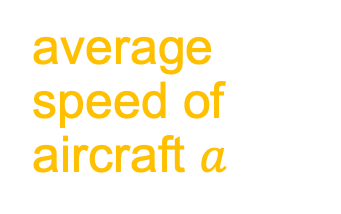 average
speed of
aircraft 𝑎